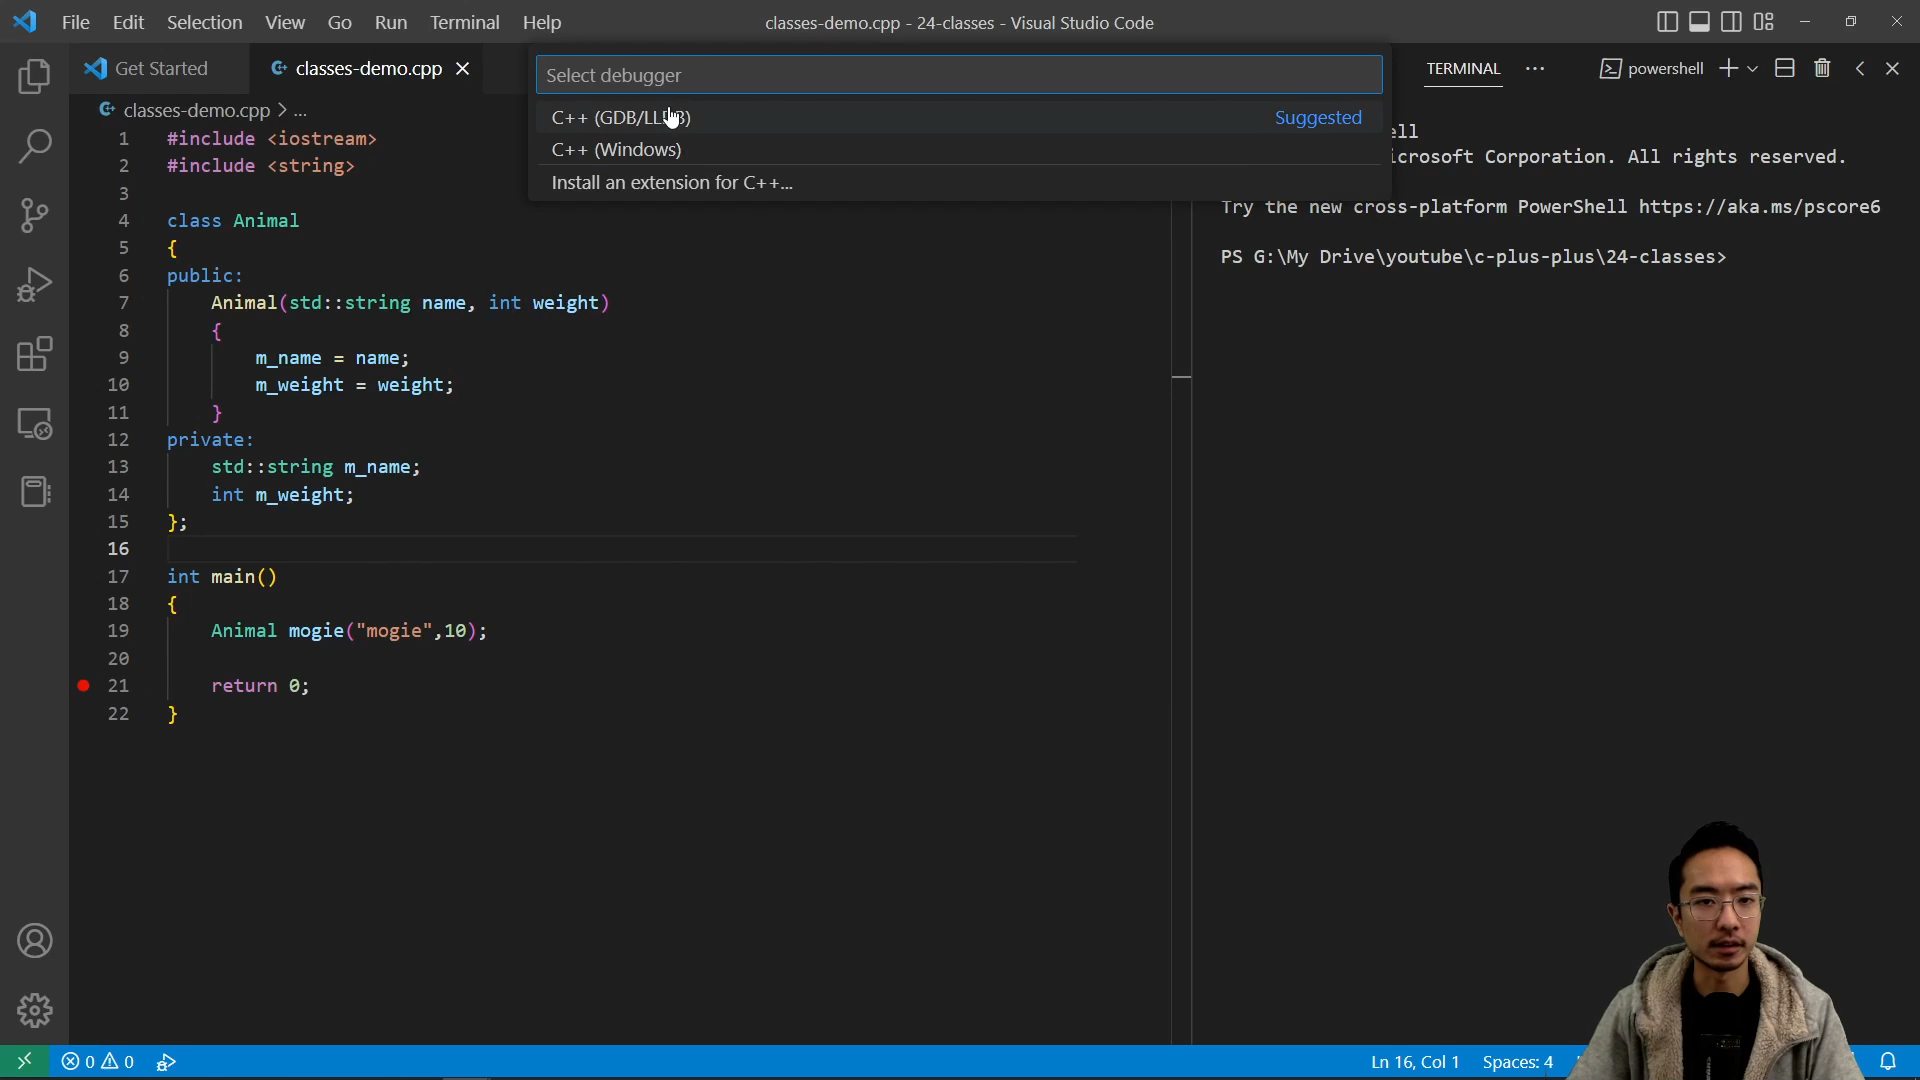 File Edit Selection View Go Run Terminal Help
classes-demo.cpp - 24-classes - Visual Studio Code
Get Started
classes-demo.cpp
classes-demo.cpp > ...
Select debugger
C++ (GDB/LLDB) Suggested
C++ (Windows)
Install an extension for C++...
1 #include <iostream>
2 #include <string>
3
4 class Animal
5 {
6 public:
7 Animal(std::string name, int weight)
8 {
9 m_name = name;
10 m_weight = weight;
11 }
12 private:
13 std::string m_name;
14 int m_weight;
15 };
16
17 int main()
18 {
19 Animal mogie("mogie",10);
20
21 return 0;
22 }
TERMINAL ... powershell
ell
icrosoft Corporation. All rights reserved.
Try the new cross-platform PowerShell https://aka.ms/pscore6
PS G:\My Drive\youtube\c-plus-plus\24-classes>
0 0
Ln 16, Col 1 Spaces: 4